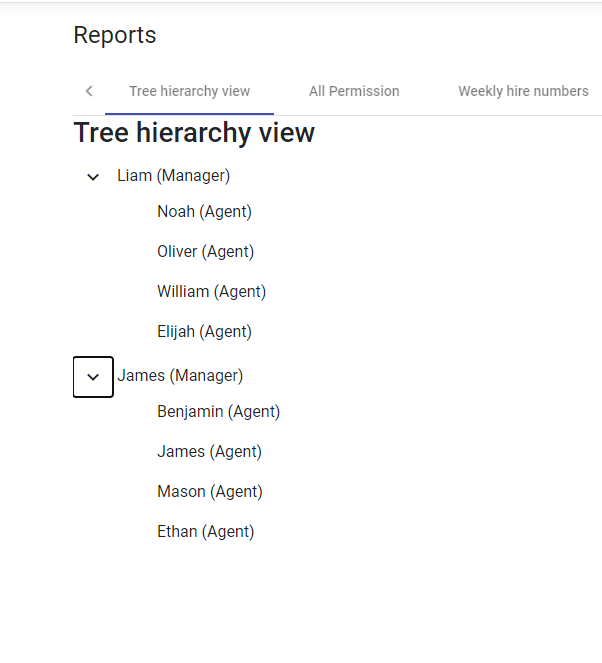 Reports
Tree hierarchy view All Permission Weekly hire numbers
Tree hierarchy view
Liam (Manager)
Noah (Agent)
Oliver (Agent)
William (Agent)
Elijah (Agent)
James (Manager)
Benjamin (Agent)
James (Agent)
Mason (Agent)
Ethan (Agent)